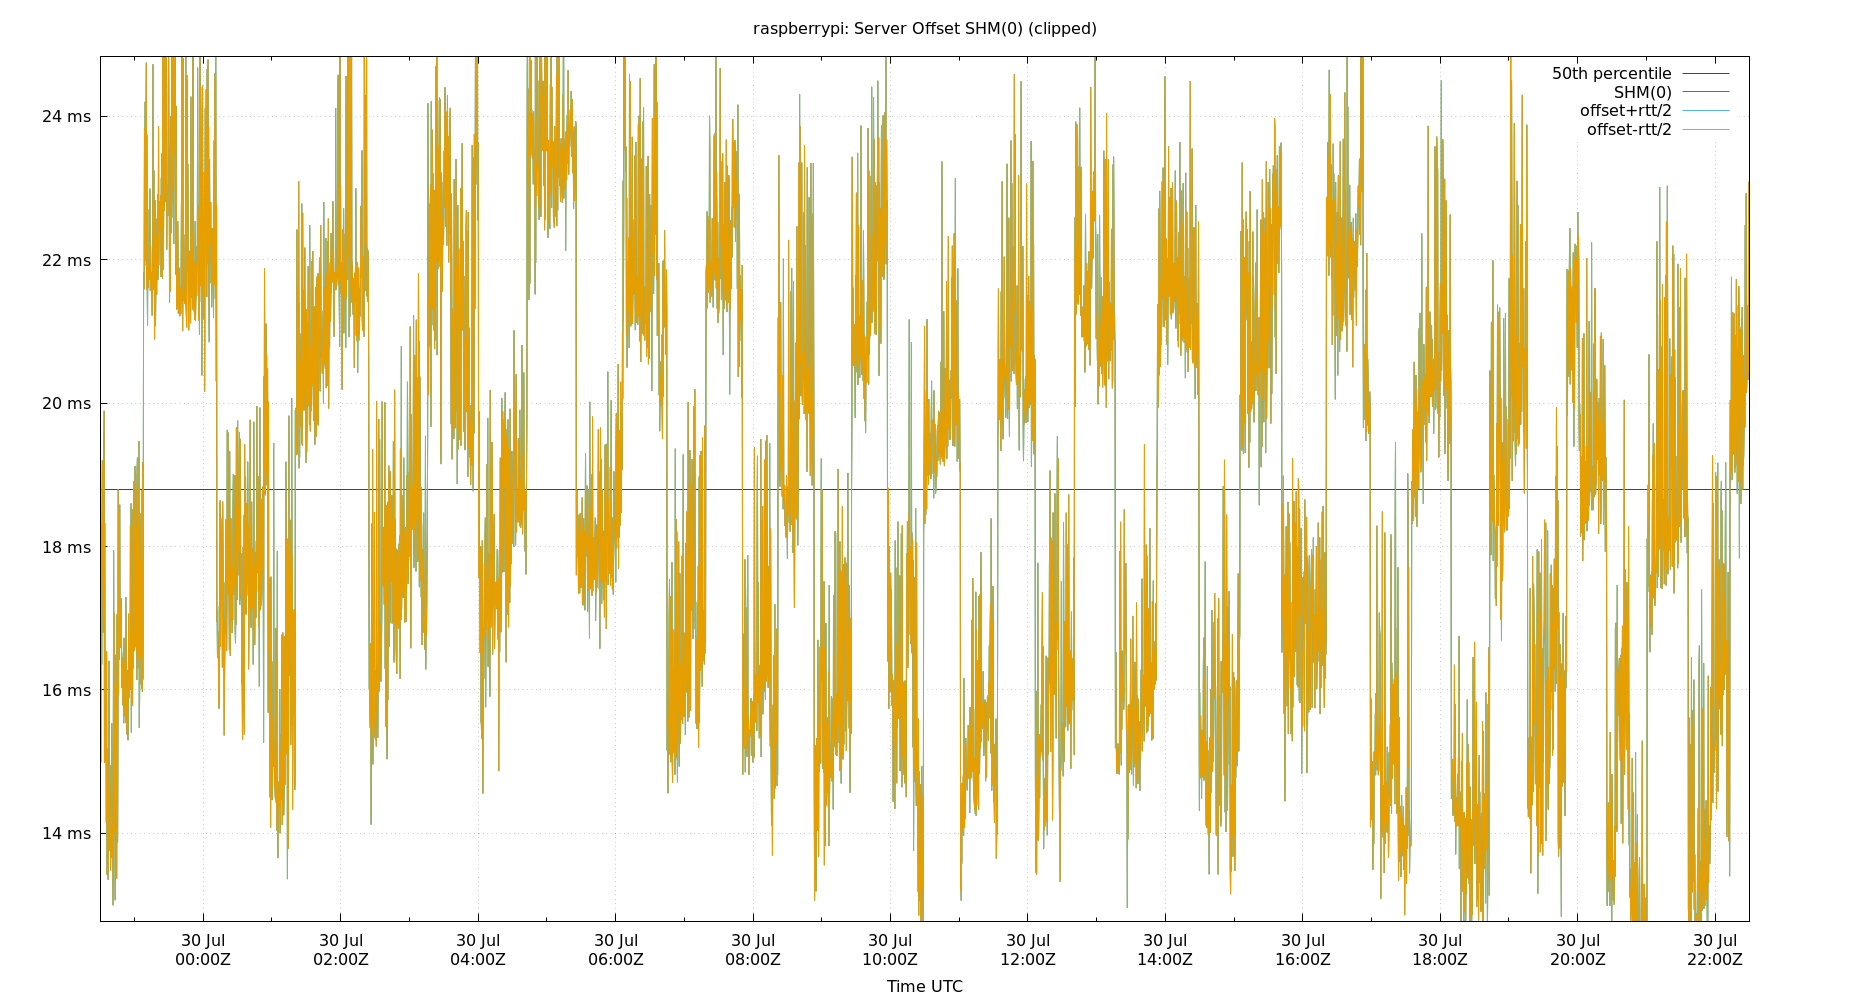 raspberrypi: Server Offset SHM(0) (clipped)
50th percentile
SHM(0)
offset+rtt/2
offset-rtt/2
24 ms
22 ms
20 ms
18 ms
16 ms
14 ms
30 Jul 30 Jul 30 Jul 30 Jul 30 Jul 30 Jul 30 Jul 30 Jul 30 Jul 30 Jul 30 Jul 30 Jul
00:00Z 02:00Z 04:00Z 06:00Z 08:00Z 10:00Z 12:00Z 14:00Z 16:00Z 18:00Z 20:00Z 22:00Z
Time UTC